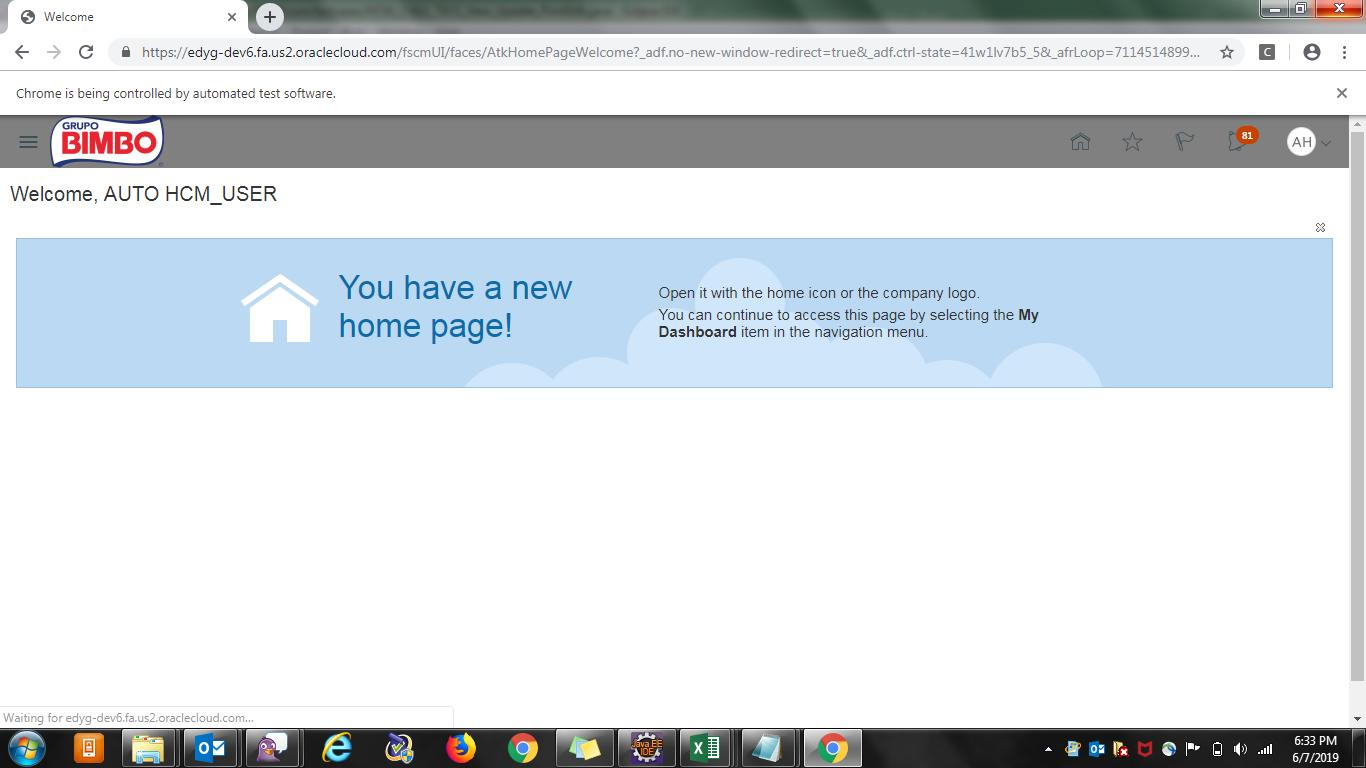 Welcome
https://edyg-dev6.fa.us2.oraclecloud.com/fscmUI/faces/AtkHomePageWelcome?_adf.no-new-window-redirect=true&_adf.ctrl-state=41w1lv7b5_5&_afrLoop=7114514899...
C
Chrome is being controlled by automated test software.
GRUPO
BIMBO
81
AH
Welcome, AUTO HCM_USER
You have a new
home page!
Open it with the home icon or the company logo.
You can continue to access this page by selecting the My
Dashboard item in the navigation menu.
Waiting for edyg-dev6.fa.us2.oraclecloud.com...
Java EE
IDE
6:33 PM
6/7/2019